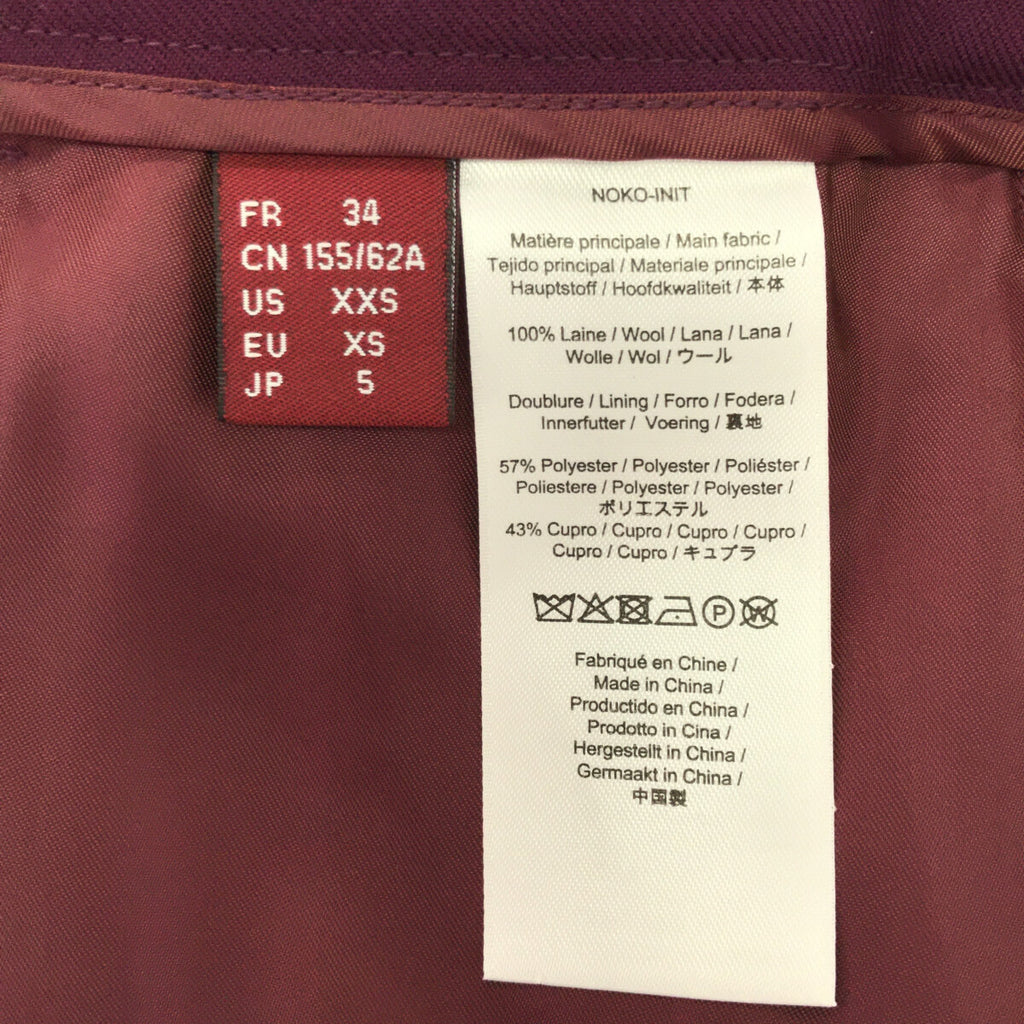 FR 34
CN 155/62A
US XXS
EU XS
JP 5
NOKO-INIT
Matière principale / Main fabric /
Tejido principal / Materiale principale /
Hauptstoff / Hoofdkwaliteit / 本体
100% Laine / Wool / Lana / Lana /
Wolle / Wol / ウール
Doublure / Lining / Forro / Fodera /
Innerfutter / Voering / 裏地
57% Polyester / Polyester / Poliéster /
Poliestere / Polyester / Polyester /
ポリエステル
43% Cupro / Cupro / Cupro / Cupro /
Cupro / Cupro / キュプラ
P W
Fabriqué en Chine /
Made in China /
Productido en China /
Prodotto in Cina /
Hergestellt in China /
Germaakt in China /
中国製